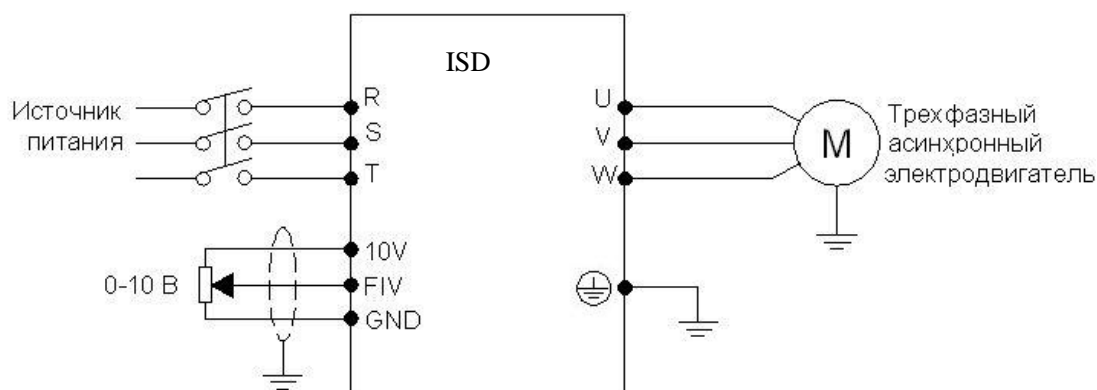 ISD
Источник
питания
R
S
T
U
V
W
M
Трехфазный
асинхронный
электродвигатель
0-10 В
10V
FIV
GND